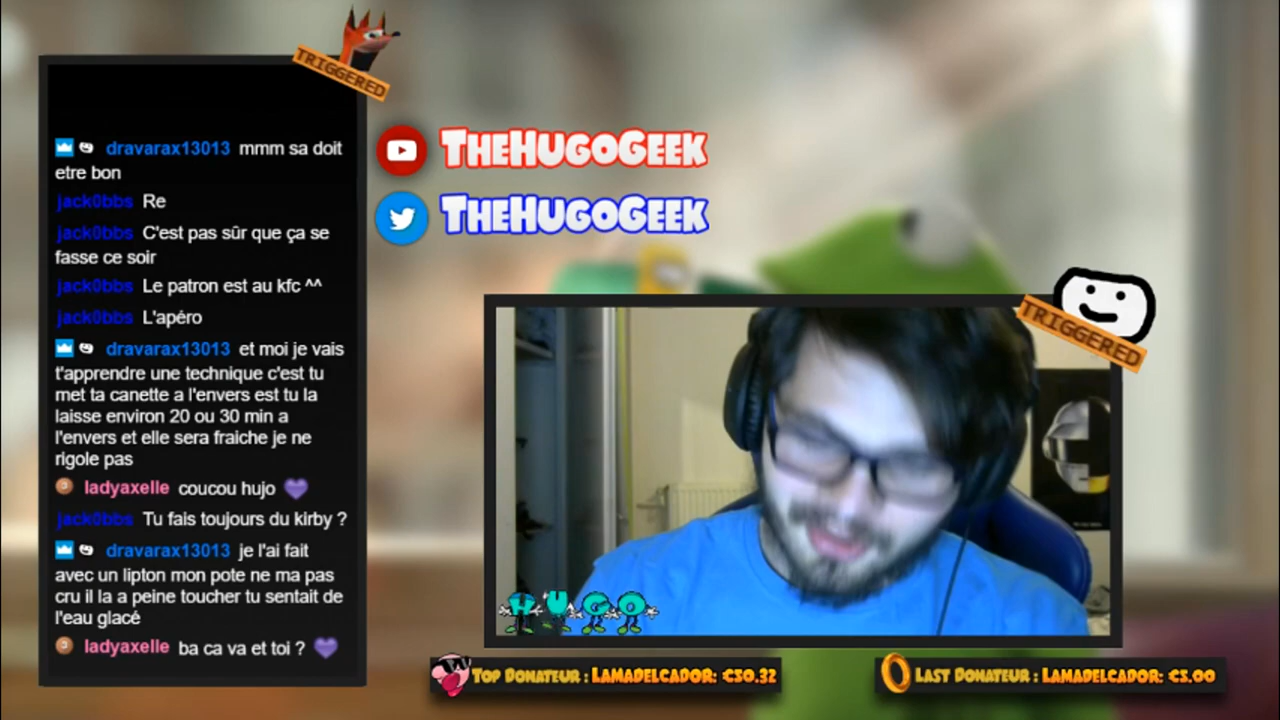 TRIGGERED
dravarax13013 mmm sa doit
etre bon
jack0bbs Re
jack0bbs C'est pas sûr que ça se
fasse ce soir
jack0bbs Le patron est au kfc ^^
jack0bbs L'apéro
dravarax13013 et moi je vais
t'apprendre une technique c'est tu
met ta canette a l'envers est tu la
laisse environ 20 ou 30 min a
l'envers et elle sera fraiche je ne
rigole pas
ladyaxelle coucou hujo 💜
jack0bbs Tu fais toujours du kirby ?
dravarax13013 je l'ai fait
avec un lipton mon pote ne ma pas
cru il la a peine toucher tu sentait de
l'eau glacé
ladyaxelle ba ca va et toi ? 💜
TheHugoGeek
TheHugoGeek
TRIGGERED
HUGO
Top Donateur : Lamadelcador: €50.32
Last Donateur : Lamadelcador: €5.00